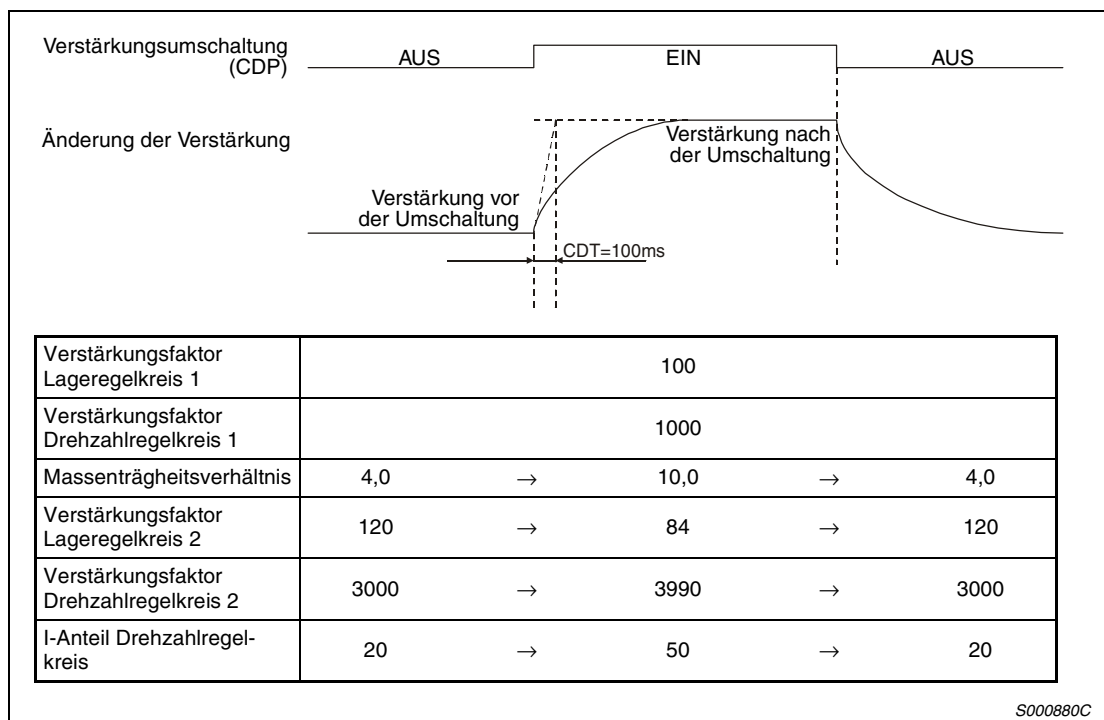 Verstärkungsumschaltung
(CDP)
AUS
EIN
AUS
Änderung der Verstärkung
Verstärkung nach
der Umschaltung
Verstärkung vor
der Umschaltung
CDT=100ms
Verstärkungsfaktor
Lageregelkreis 1
100
Verstärkungsfaktor
Drehzahlregelkreis 1
1000
Massenträgheitsverhältnis 4,0 → 10,0 → 4,0
Verstärkungsfaktor
Lageregelkreis 2
120 → 84 → 120
Verstärkungsfaktor
Drehzahlregelkreis 2
3000 → 3990 → 3000
I-Anteil Drehzahlregel-
kreis
20 → 50 → 20
S000880C